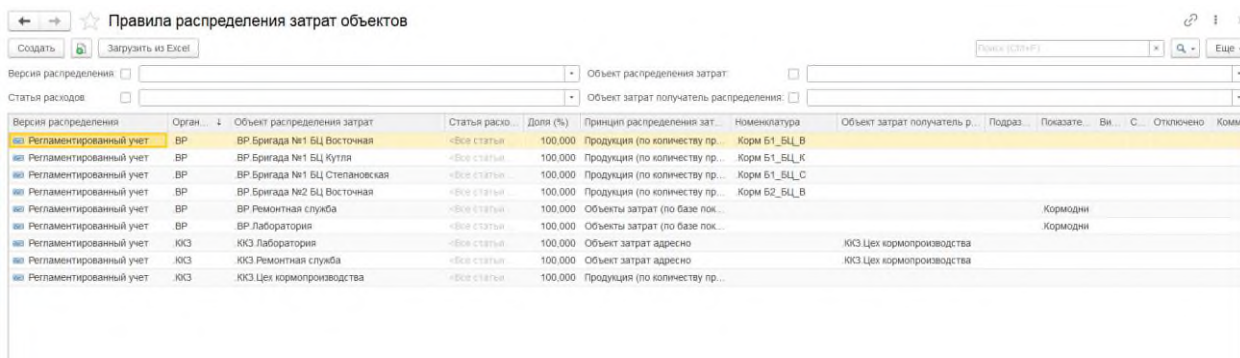 Правила распределения затрат объектов
Создать Загрузить из Excel Поиск (Ctrl+F) × Еще
Версия распределения: Объект распределения затрат:
Статья расходов: Объект затрат получатель распределения:
Версия распределения Орган... ↓ Объект распределения затрат Статья расхо... Доля (%) Принцип распределения зат... Номенклатура Объект затрат получатель р... Подраз... Показате... Ви... С... Отключено Комм
Регламентированный учет .ВР .ВР.Бригада №1 БЦ Восточная <Все статьи... 100,000 Продукция (по количеству пр... .Корм Б1_БЦ_В
Регламентированный учет .ВР .ВР.Бригада №1 БЦ Кутля <Все статьи... 100,000 Продукция (по количеству пр... .Корм Б1_БЦ_К
Регламентированный учет .ВР .ВР.Бригада №1 БЦ Степановская <Все статьи... 100,000 Продукция (по количеству пр... .Корм Б1_БЦ_С
Регламентированный учет .ВР .ВР.Бригада №2 БЦ Восточная <Все статьи... 100,000 Продукция (по количеству пр... .Корм Б2_БЦ_В
Регламентированный учет .ВР .ВР.Ремонтная служба <Все статьи... 100,000 Объекты затрат (по базе пок... Кормодни
Регламентированный учет .ВР .ВР.Лаборатория <Все статьи... 100,000 Объекты затрат (по базе пок... Кормодни
Регламентированный учет .ККЗ .ККЗ.Лаборатория <Все статьи... 100,000 Объект затрат адресно .ККЗ.Цех кормопроизводства
Регламентированный учет .ККЗ .ККЗ.Ремонтная служба <Все статьи... 100,000 Объект затрат адресно .ККЗ.Цех кормопроизводства
Регламентированный учет .ККЗ .ККЗ.Цех кормопроизводства <Все статьи... 100,000 Продукция (по количеству пр...